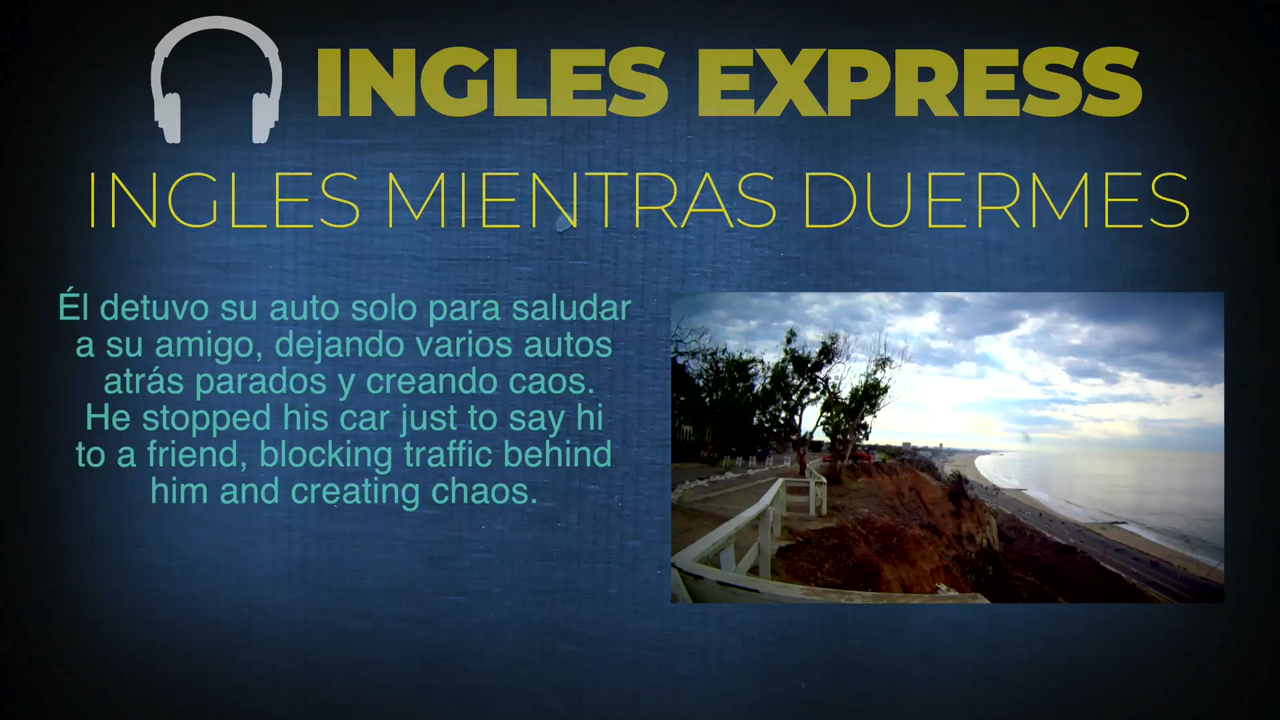 INGLES EXPRESS
INGLES MIENTRAS DUERMES
Él detuvo su auto solo para saludar
a su amigo, dejando varios autos
atrás parados y creando caos.
He stopped his car just to say hi
to a friend, blocking traffic behind
him and creating chaos.